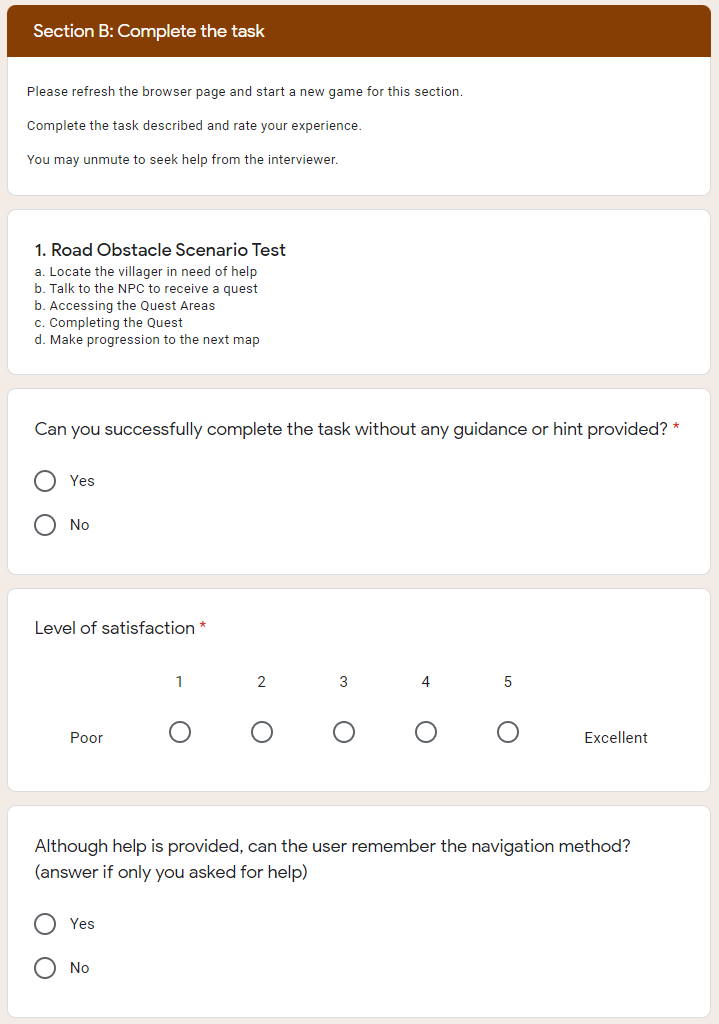 Section B: Complete the task
Please refresh the browser page and start a new game for this section.
Complete the task described and rate your experience.
You may unmute to seek help from the interviewer.
1. Road Obstacle Scenario Test
a. Locate the villager in need of help
b. Talk to the NPC to receive a quest
b. Accessing the Quest Areas
c. Completing the Quest
d. Make progression to the next map
Can you successfully complete the task without any guidance or hint provided? *
Yes
No
Level of satisfaction *
1 2 3 4 5
Poor Excellent
Although help is provided, can the user remember the navigation method?
(answer if only you asked for help)
Yes
No